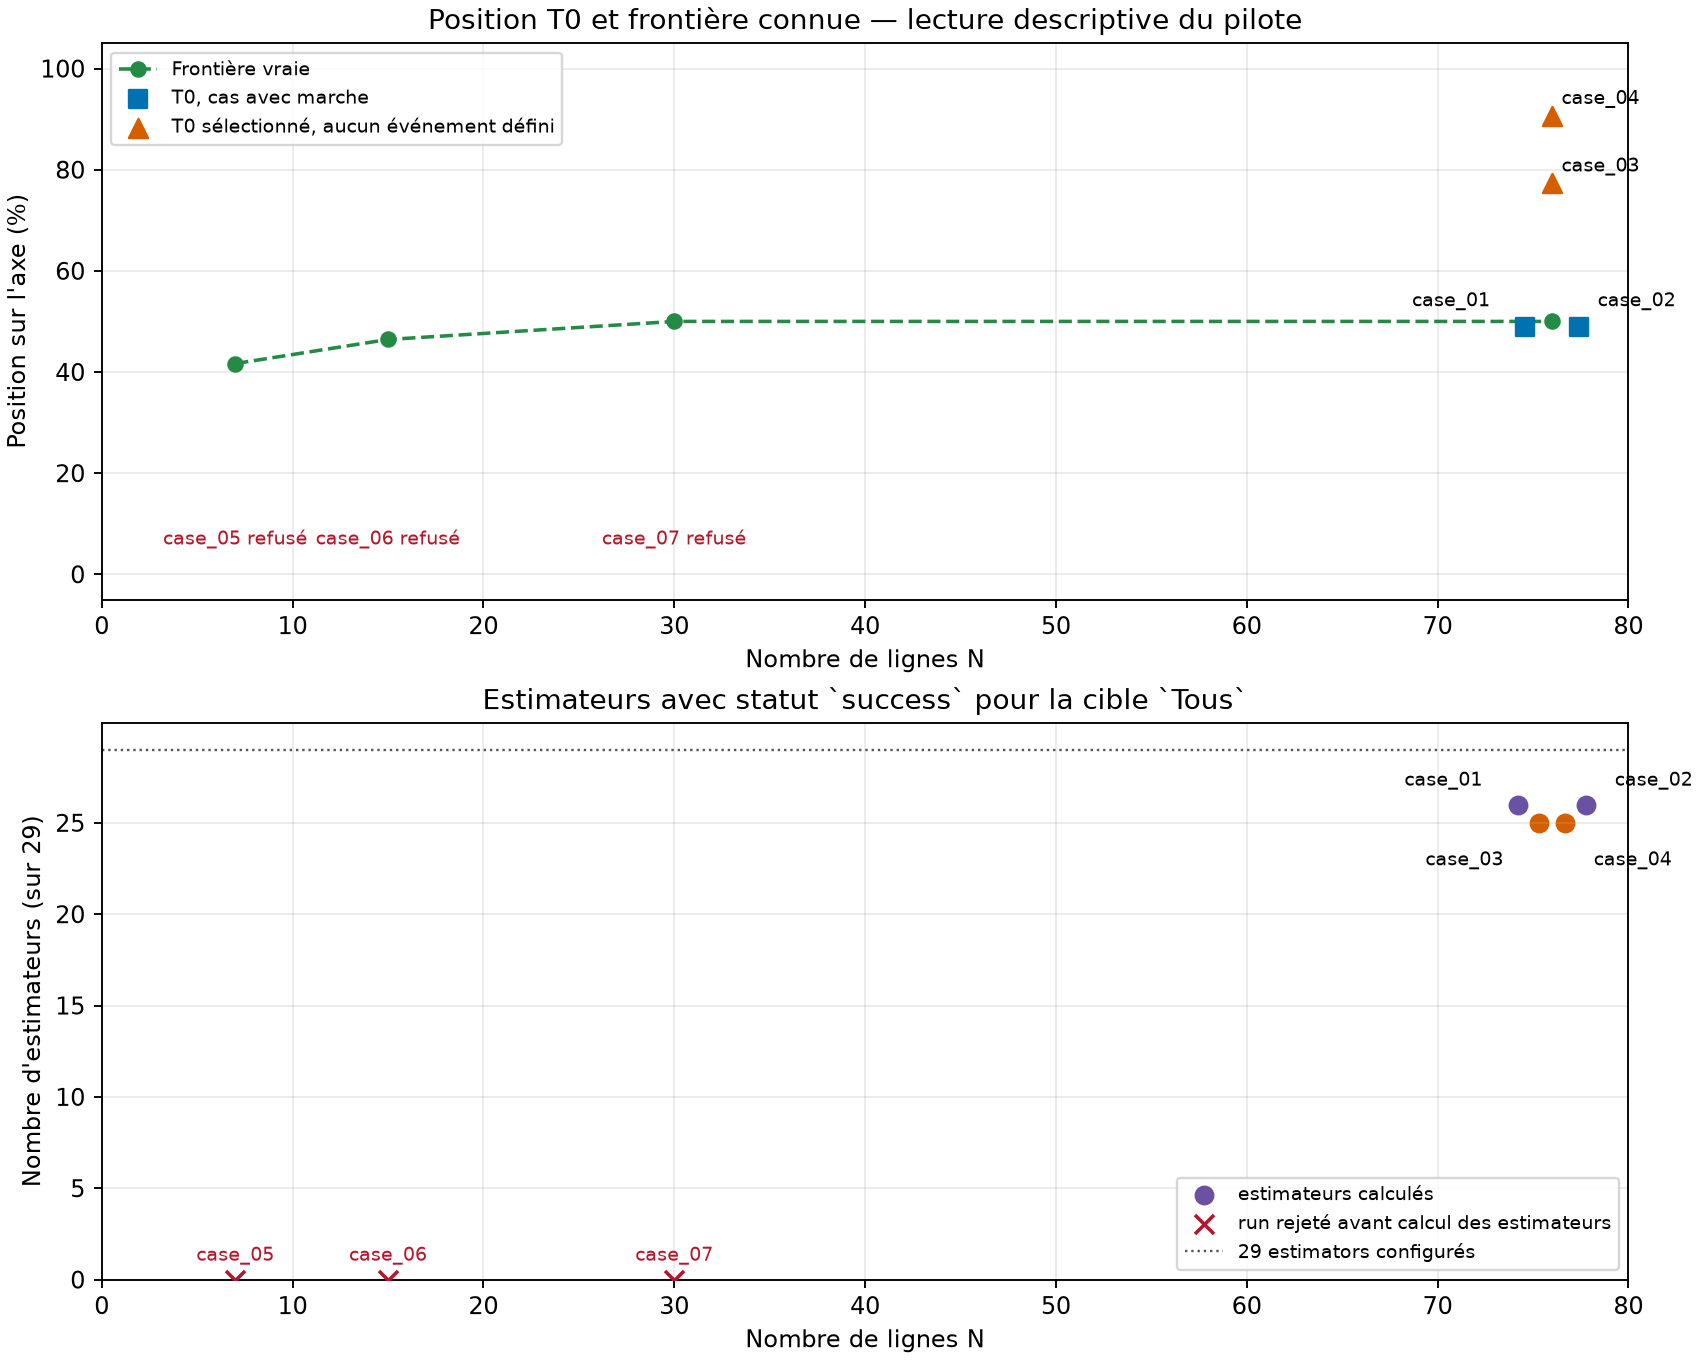 Position T0 et frontière connue — lecture descriptive du pilote
Position sur l'axe (%)
100
80
60
40
20
0
Frontière vraie
T0, cas avec marche
T0 sélectionné, aucun événement défini
case_04
case_03
case_01
case_02
case_05 refusé
case_06 refusé
case_07 refusé
0 10 20 30 40 50 60 70 80
Nombre de lignes N
Estimateurs avec statut `success` pour la cible `Tous`
Nombre d'estimateurs (sur 29)
25
20
15
10
5
0
case_01
case_02
case_03
case_04
estimateurs calculés
run rejeté avant calcul des estimateurs
29 estimators configurés
case_05
case_06
case_07
0 10 20 30 40 50 60 70 80
Nombre de lignes N